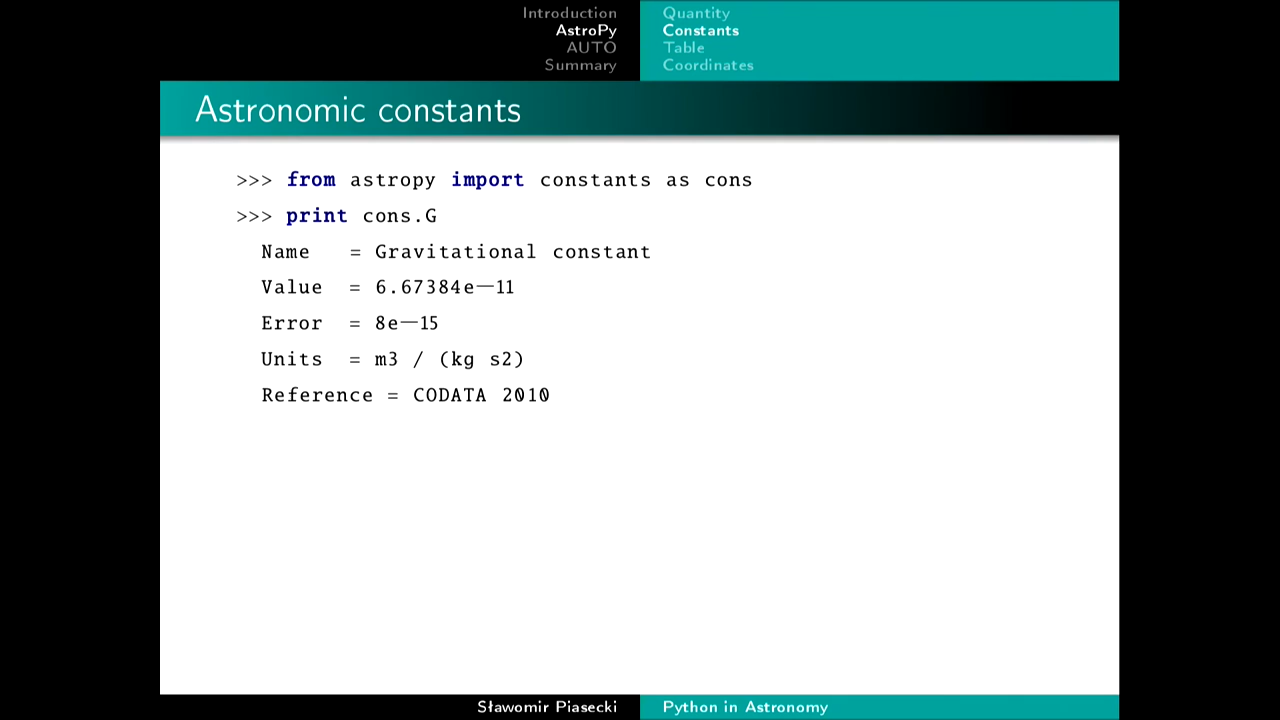 Introduction
AstroPy
AUTO
Summary
Quantity
Constants
Table
Coordinates
Astronomic constants
>>> from astropy import constants as cons
>>> print cons.G
Name = Gravitational constant
Value = 6.67384e−11
Error = 8e−15
Units = m3 / (kg s2)
Reference = CODATA 2010
Sławomir Piasecki
Python in Astronomy